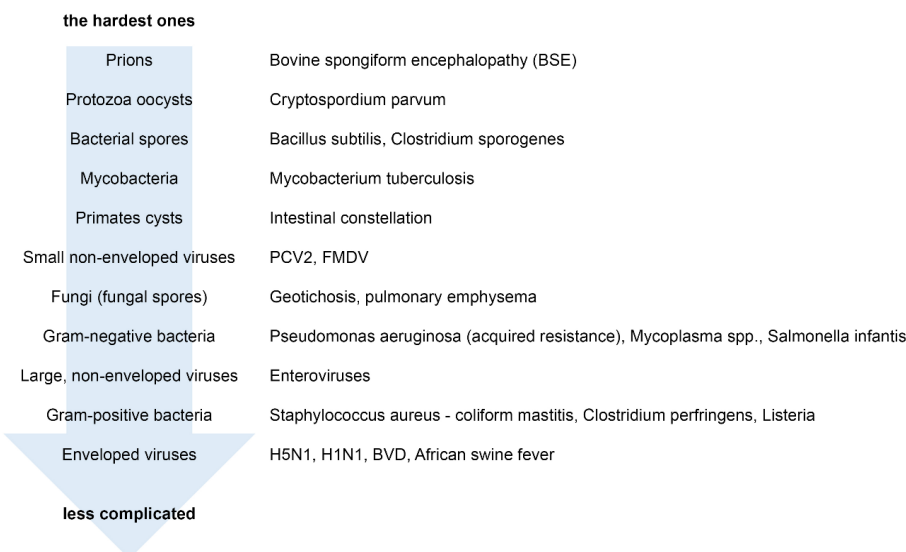 the hardest ones
Prions Bovine spongiform encephalopathy (BSE)
Protozoa oocysts Cryptospordium parvum
Bacterial spores Bacillus subtilis, Clostridium sporogenes
Mycobacteria Mycobacterium tuberculosis
Primates cysts Intestinal constellation
Small non-enveloped viruses PCV2, FMDV
Fungi (fungal spores) Geotichosis, pulmonary emphysema
Gram-negative bacteria Pseudomonas aeruginosa (acquired resistance), Mycoplasma spp., Salmonella infantis
Large, non-enveloped viruses Enteroviruses
Gram-positive bacteria Staphylococcus aureus - coliform mastitis, Clostridium perfringens, Listeria
Enveloped viruses H5N1, H1N1, BVD, African swine fever
less complicated